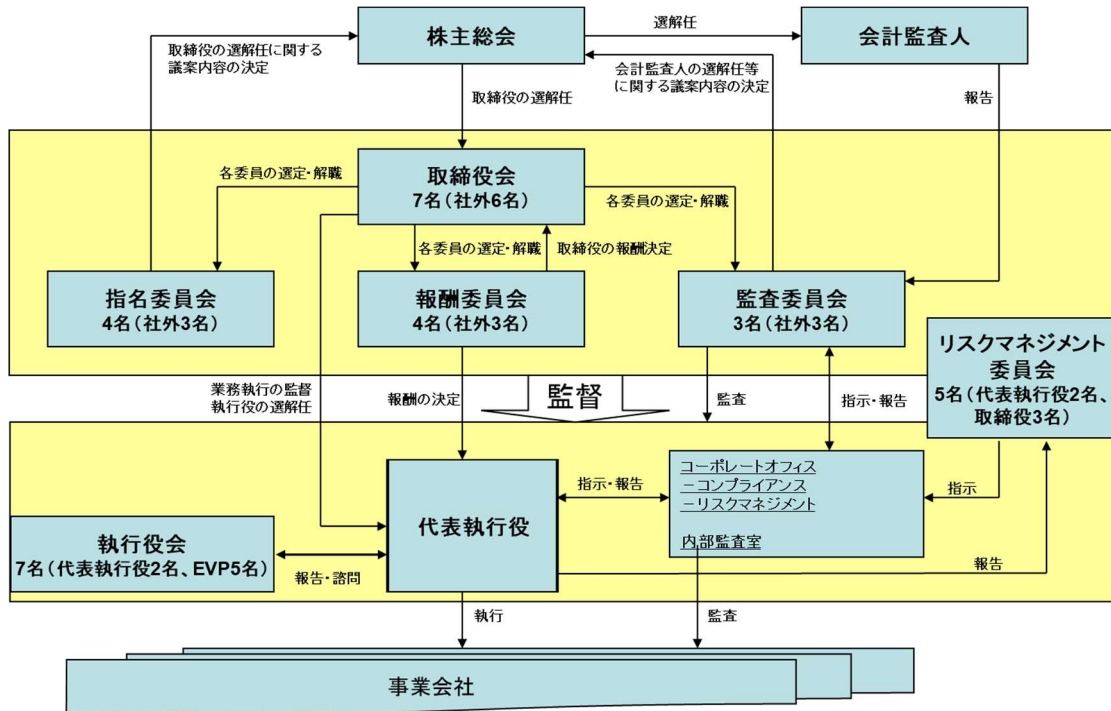 株主総会
選解任
会計監査人
取締役の選解任に関する
議案内容の決定
会計監査人の選解任等
に関する議案内容の決定
取締役の選解任
報告
取締役会
7名(社外6名)
各委員の選定・解職
各委員の選定・解職
各委員の選定・解職
取締役の報酬決定
指名委員会
4名(社外3名)
報酬委員会
4名(社外3名)
監査委員会
3名(社外3名)
リスクマネジメント
委員会
5名(代表執行役2名、
取締役3名)
業務執行の監督
執行役の選解任
報酬の決定
監督
監査
指示・報告
コーポレートオフィス
－コンプライアンス
－リスクマネジメント
内部監査室
指示・報告
指示
代表執行役
執行役会
7名(代表執行役2名、EVP5名)
報告・諮問
報告
執行
監査
事業会社